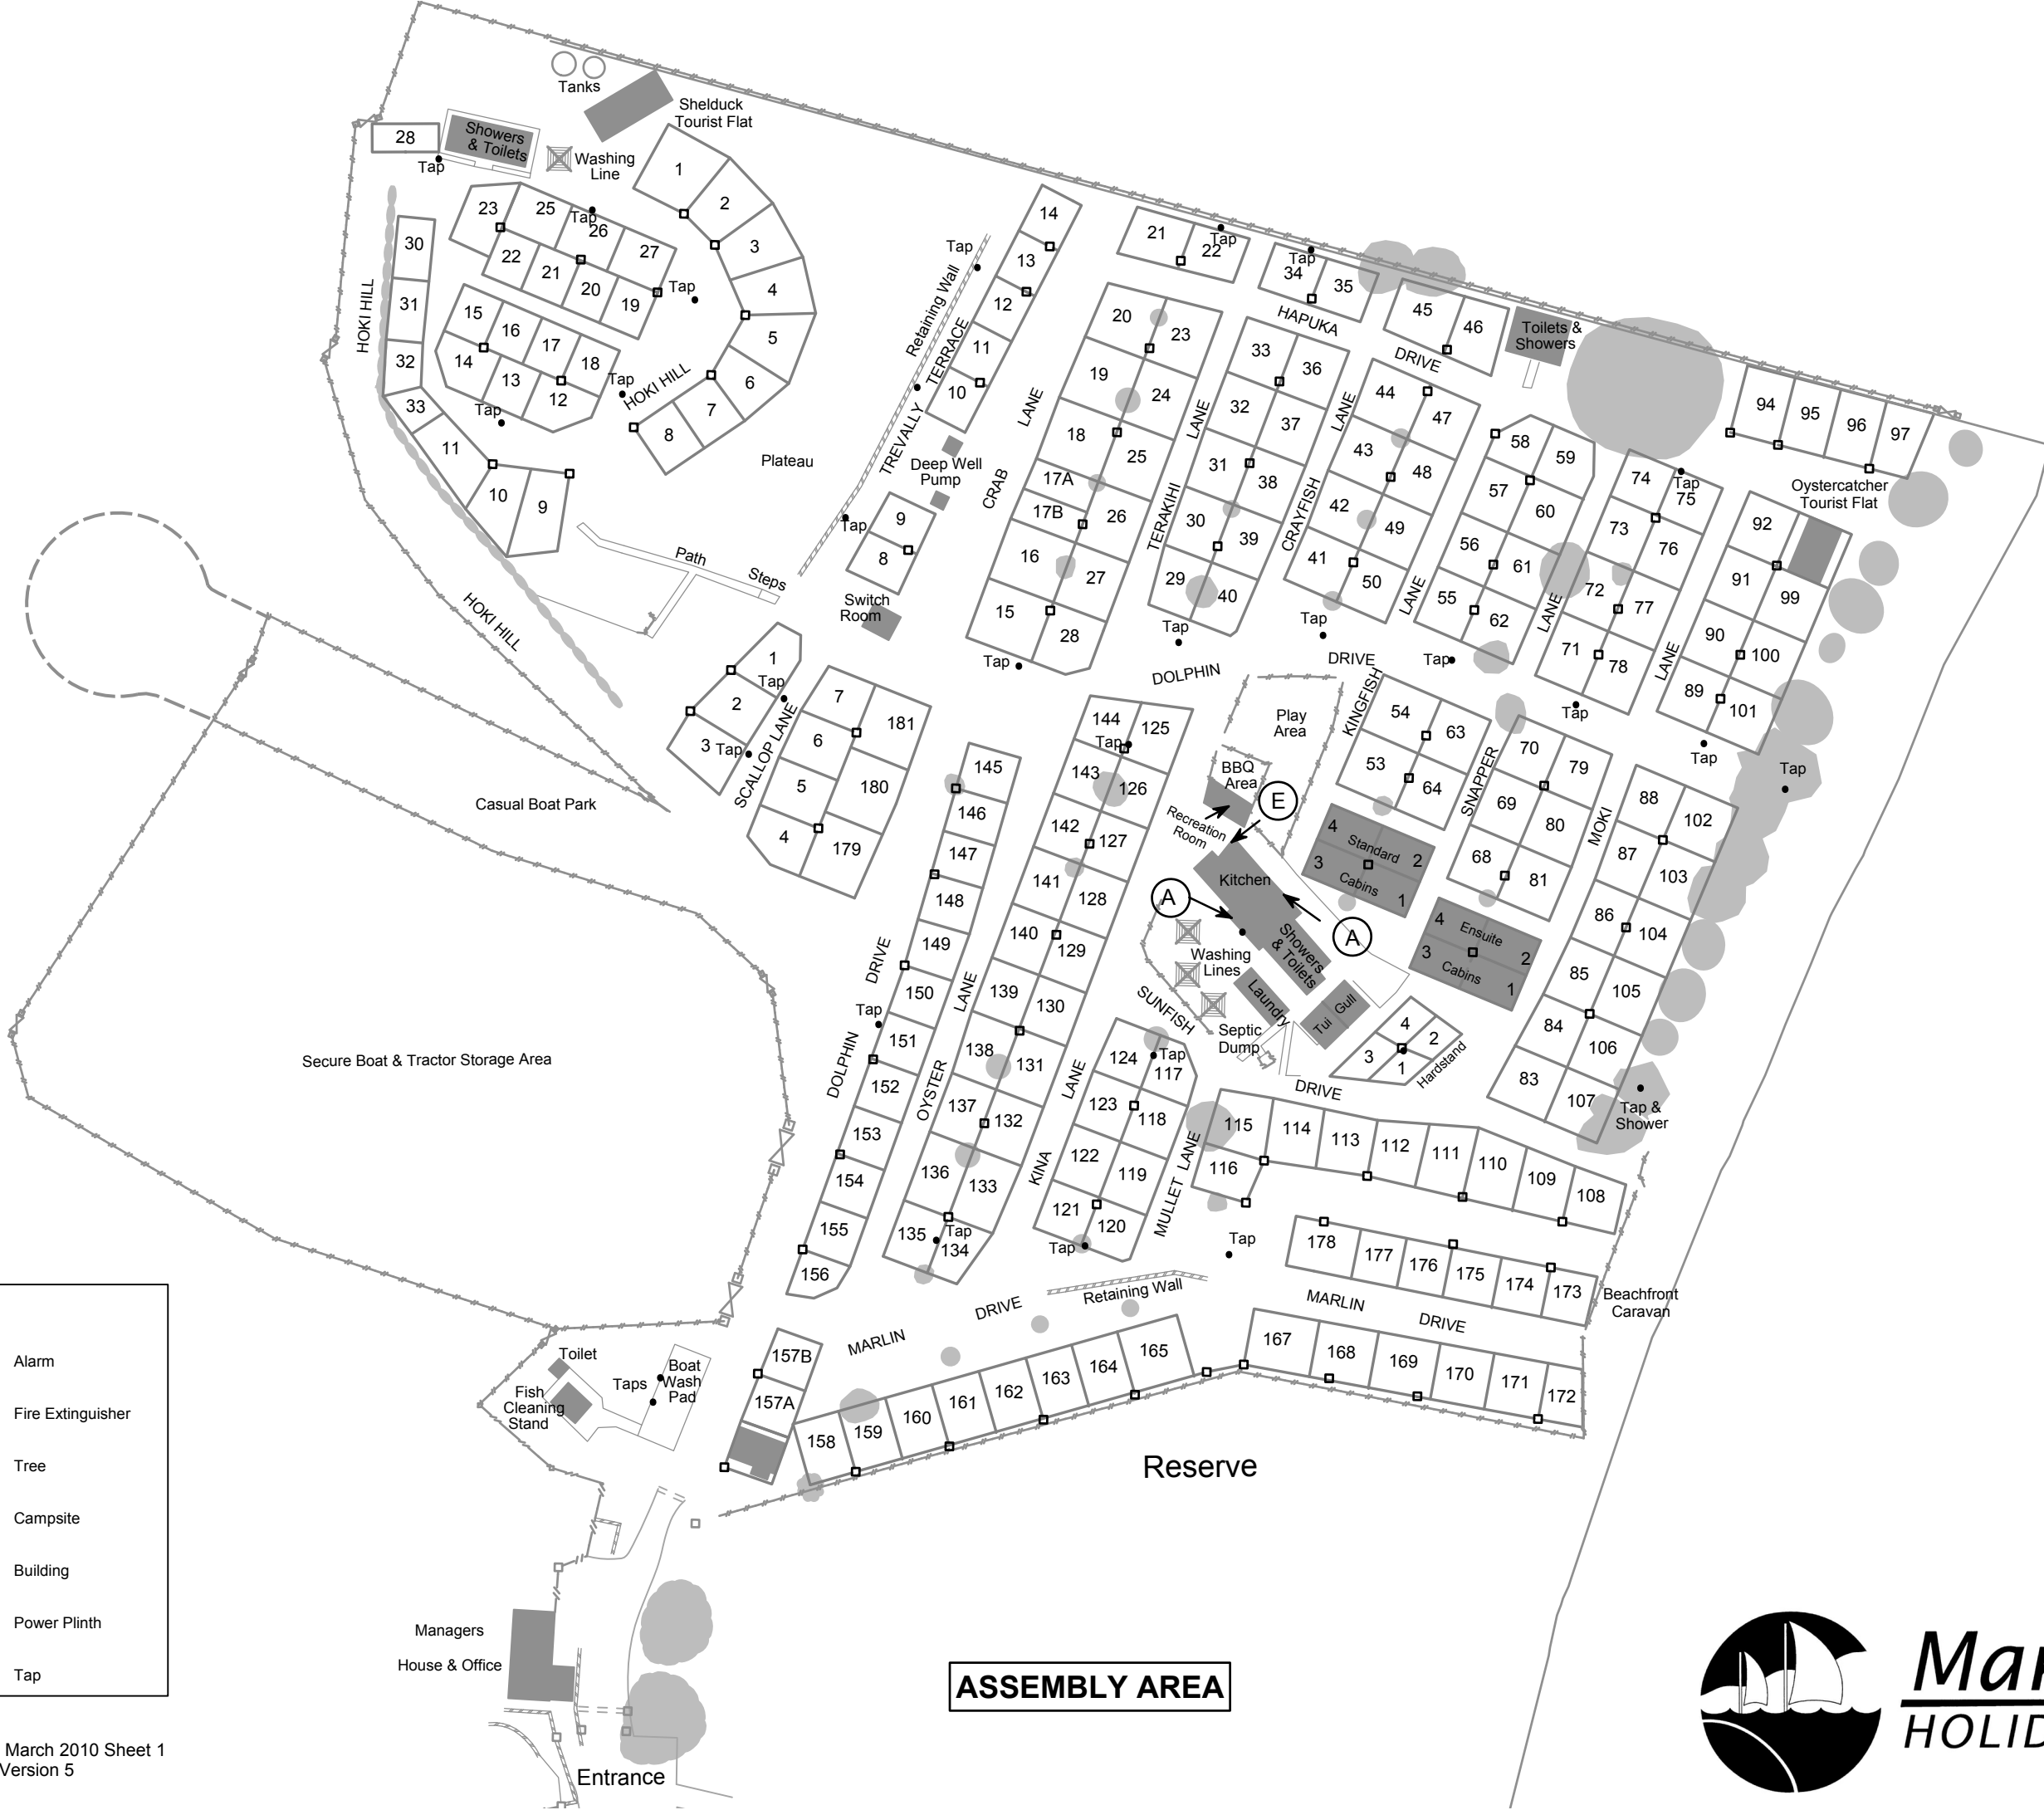 Tanks
Shelduck
Tourist Flat
28
Showers
& Toilets
Tap
Washing
Line
1
2
3
4
5
6
7
8
23
25
Tap
26
27
22
21
20
19
Tap
30
31
32
33
HOKI HILL
15
16
17
18
14
13
12
Tap
Tap
HOKI HILL
11
10
9
Plateau
Path
Steps
HOKI HILL
14
13
12
11
10
Tap
Retaining Wall
TREVALLY TERRACE
Deep Well
Pump
Tap
9
8
Switch
Room
21
22
Tap
34
35
Tap
45
46
HAPUKA
DRIVE
Toilets &
Showers
20
23
19
24
18
25
17A
17B
26
16
27
15
28
CRAB
LANE
Tap
33
36
32
37
31
38
30
39
29
40
TERAKIHI
LANE
Tap
44
47
43
48
42
49
41
50
CRAYFISH
LANE
Tap
58
59
57
60
56
61
55
62
LANE
Tap
74
Tap
75
73
76
72
77
71
78
LANE
Tap
94
95
96
97
Oystercatcher
Tourist Flat
92
91
99
90
100
89
101
LANE
Tap
Tap
DOLPHIN
DRIVE
1
Tap
2
3
Tap
SCALLOP LANE
7
181
6
5
180
4
179
Casual Boat Park
Secure Boat & Tractor Storage Area
145
146
147
148
149
150
151
152
153
154
155
156
Tap
DOLPHIN
DRIVE
144
125
Tap
143
126
142
127
141
128
140
129
139
130
138
131
137
132
136
133
135
Tap
134
OYSTER
LANE
Play
Area
BBQ
Area
Recreation
Room
E
Kitchen
A
A
Showers
& Toilets
Washing
Lines
Laundry
Septic
Dump
Tui
Gull
SUNFISH
DRIVE
KINGFISH
54
63
53
64
4
Standard
2
3
Cabins
1
SNAPPER
70
79
69
80
68
81
4
Ensuite
2
3
Cabins
1
4
2
3
1
Hardstand
MOKI
88
102
87
103
86
104
85
105
84
106
83
107
Tap &
Shower
124
Tap
117
123
118
122
119
121
120
Tap
KINA
LANE
MULLET LANE
115
114
113
112
111
110
109
108
116
Tap
178
177
176
175
174
173
Beachfront
Caravan
MARLIN
DRIVE
Retaining Wall
MARLIN
DRIVE
167
168
169
170
171
172
157B
157A
158
159
160
161
162
163
164
165
Reserve
Toilet
Fish
Cleaning
Stand
Taps
Boat
Wash
Pad
Alarm
Fire Extinguisher
Tree
Campsite
Building
Power Plinth
Tap
March 2010 Sheet 1
Version 5
Managers
House & Office
Entrance
ASSEMBLY AREA